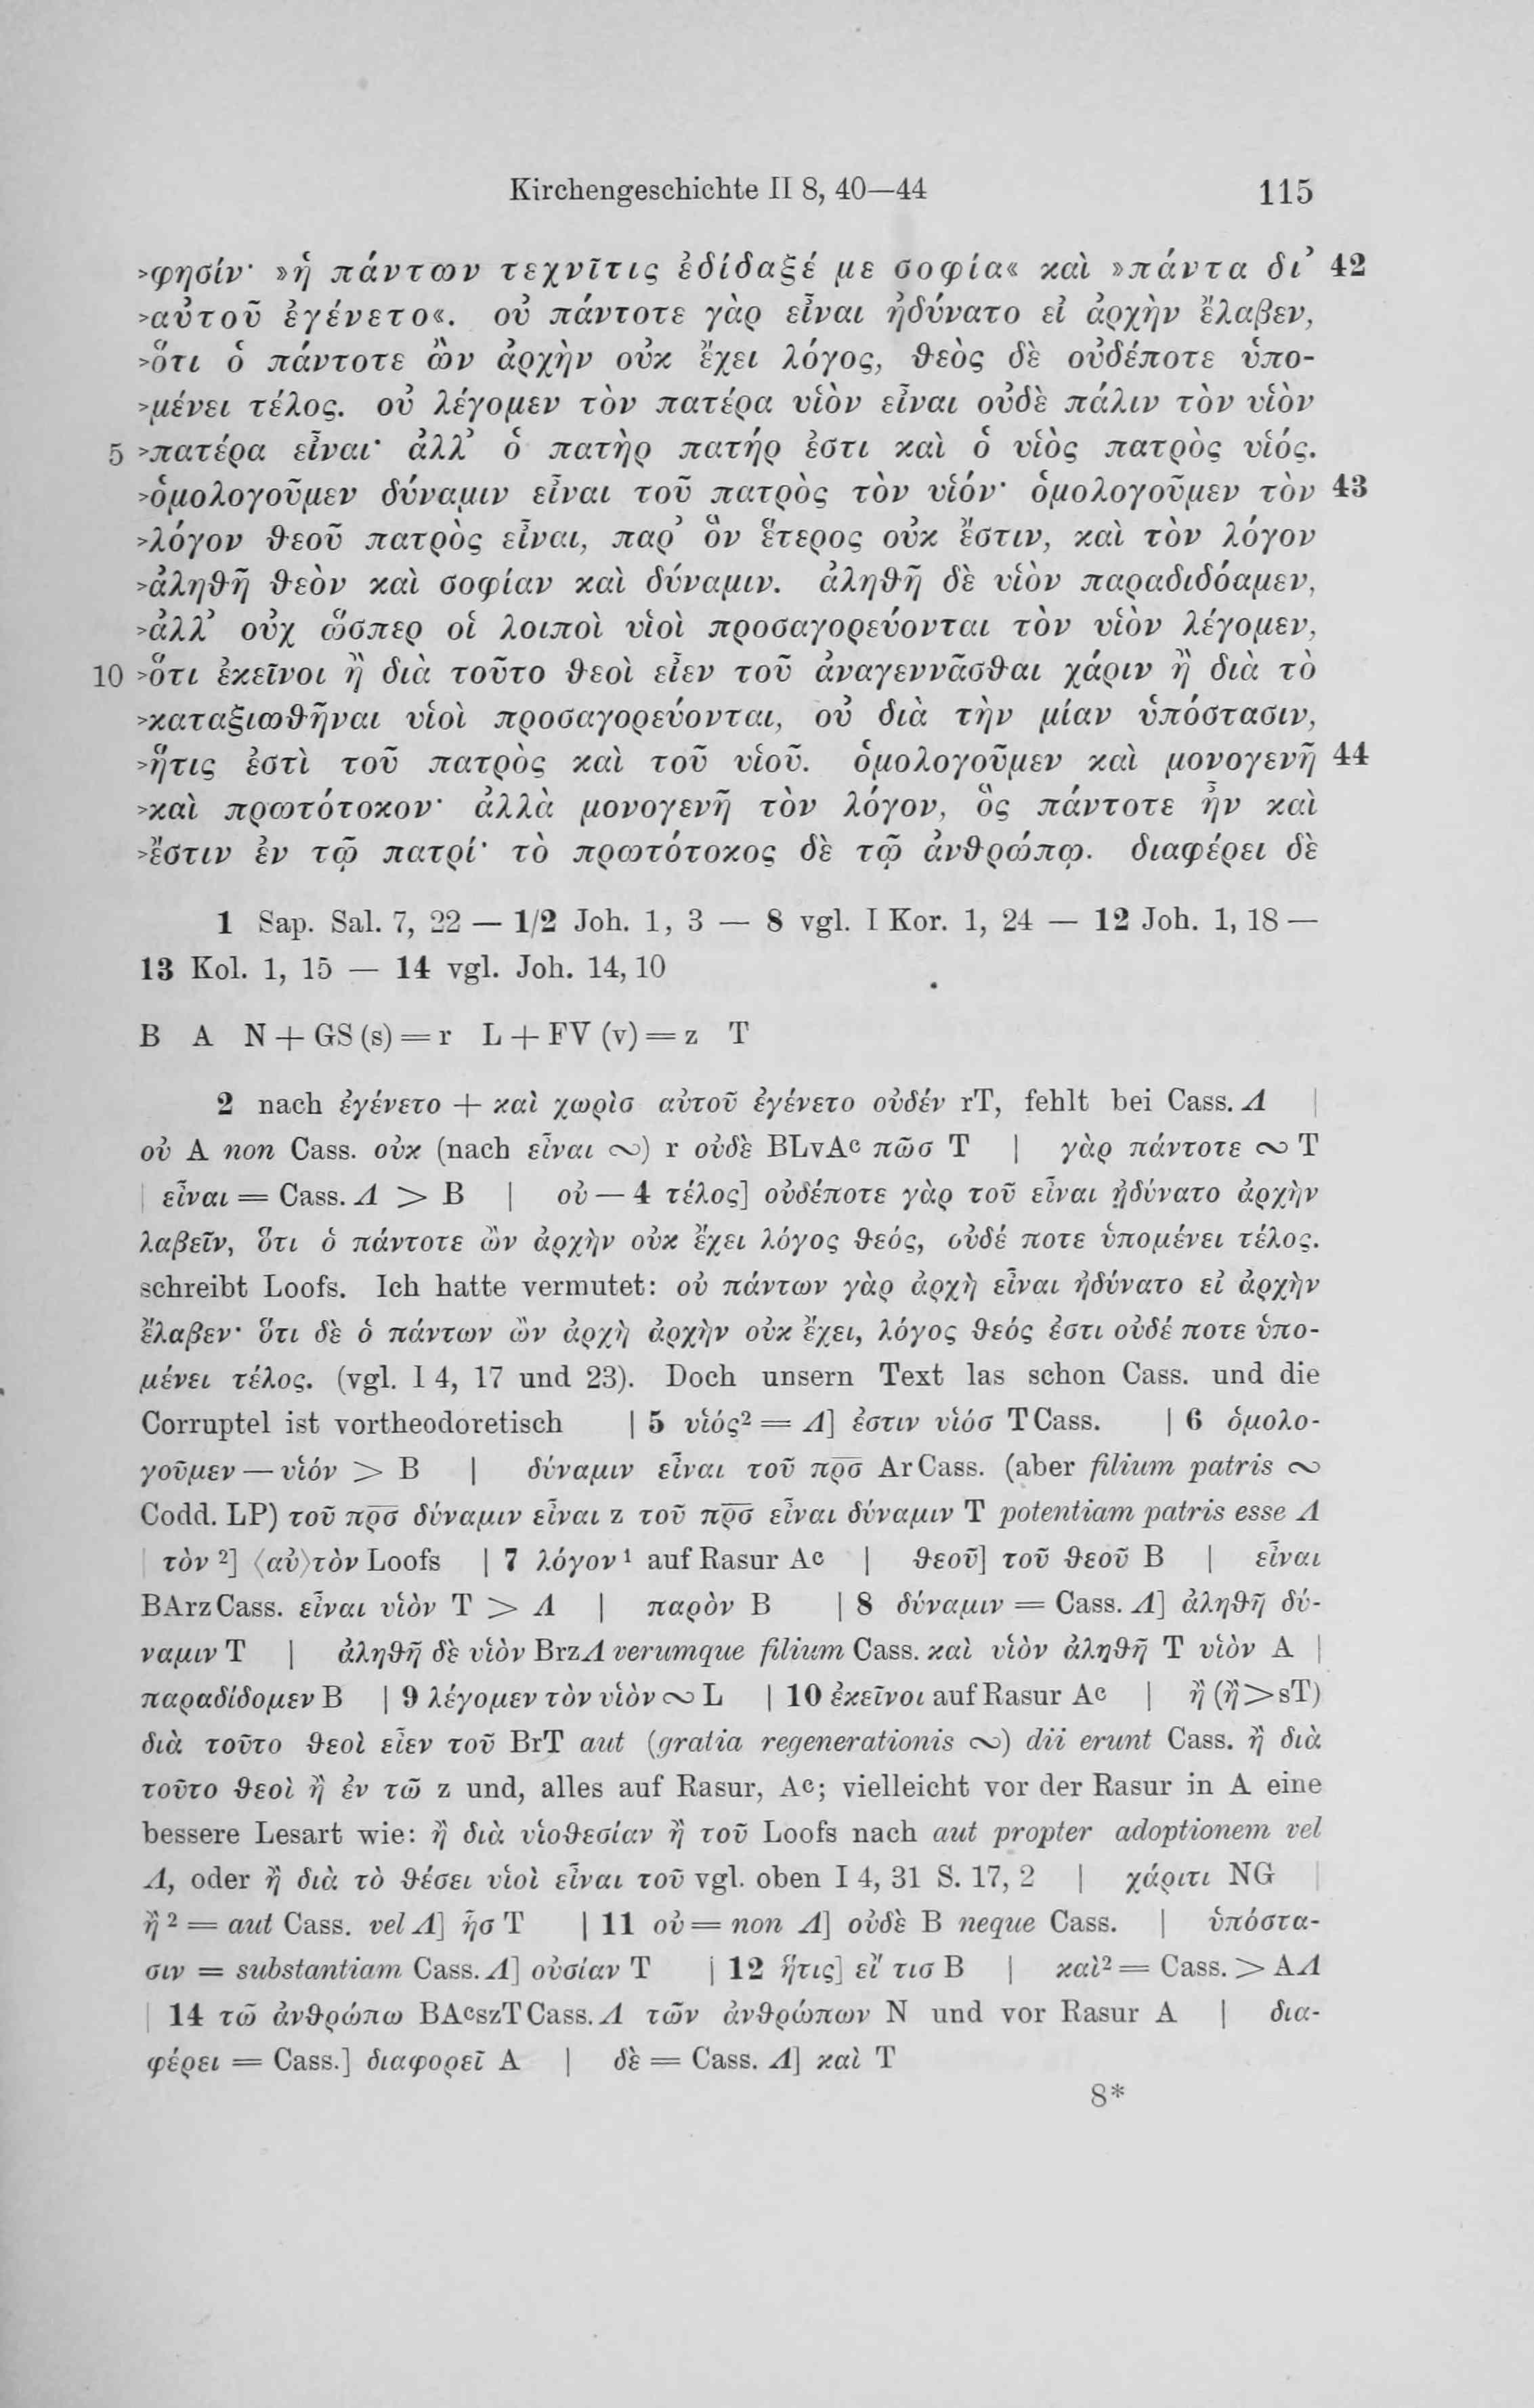 Kirchengeschichte II 8, 40—44 115
>φησίν· »ἡ πάντων τεχνῖτις ἐδίδαξέ με σοφία« καὶ »πάντα δι’ 42
>αὐτοῦ ἐγένετο«. οὐ πάντοτε γὰρ εἶναι ἠδύνατο εἰ ἀρχὴν ἔλαβεν,
>ὅτι ὁ πάντοτε ὢν ἀρχὴν οὐκ ἔχει λόγος, θεὸς δὲ οὐδέποτε ὑπο-
>μένει τέλος. οὐ λέγομεν τὸν πατέρα υἱὸν εἶναι οὐδὲ πάλιν τὸν υἱὸν
5 >πατέρα εἶναι· ἀλλ’ ὁ πατὴρ πατήρ ἐστι καὶ ὁ υἱὸς πατρὸς υἱός.
>ὁμολογοῦμεν δύναμιν εἶναι τοῦ πατρὸς τὸν υἱόν· ὁμολογοῦμεν τὸν 43
>λόγον θεοῦ πατρὸς εἶναι, παρ’ ὃν ἕτερος οὐκ ἔστιν, καὶ τὸν λόγον
>ἀληθῆ θεὸν καὶ σοφίαν καὶ δύναμιν. ἀληθῆ δὲ υἱὸν παραδιδόαμεν,
>ἀλλ’ οὐχ ὥσπερ οἱ λοιποὶ υἱοὶ προσαγορεύονται τὸν υἱὸν λέγομεν,
10 >ὅτι ἐκεῖνοι ἢ διὰ τοῦτο θεοὶ εἶεν τοῦ ἀναγεννᾶσθαι χάριν ἢ διὰ τὸ
>καταξιωθῆναι υἱοὶ προσαγορεύονται, οὐ διὰ τὴν μίαν ὑπόστασιν,
>ἥτις ἐστὶ τοῦ πατρὸς καὶ τοῦ υἱοῦ. ὁμολογοῦμεν καὶ μονογενῆ 44
>καὶ πρωτότοκον· ἀλλὰ μονογενῆ τὸν λόγον, ὃς πάντοτε ἦν καὶ
>ἔστιν ἐν τῷ πατρί· τὸ πρωτότοκος δὲ τῷ ἀνθρώπῳ. διαφέρει δὲ
1 Sap. Sal. 7, 22 — 1/2 Joh. 1, 3 — 8 vgl. I Kor. 1, 24 — 12 Joh. 1, 18 —
13 Kol. 1, 15 — 14 vgl. Joh. 14, 10
B A N + GS (s) = r L + FV (v) = z T
2 nach ἐγένετο + καὶ χωρὶσ αὐτοῦ ἐγένετο οὐδέν rT, fehlt bei Cass. Λ |
οὐ A non Cass. οὐκ (nach εἶναι ∾) r οὐδὲ BLvAᶜ πῶσ T | γὰρ πάντοτε ∾ T
| εἶναι = Cass. Λ > B | οὐ — 4 τέλος] οὐδέποτε γὰρ τοῦ εἶναι ἠδύνατο ἀρχὴν
λαβεῖν, ὅτι ὁ πάντοτε ὢν ἀρχὴν οὐκ ἔχει λόγος θεός, οὐδέ ποτε ὑπομένει τέλος.
schreibt Loofs. Ich hatte vermutet: οὐ πάντων γὰρ ἀρχὴ εἶναι ἠδύνατο εἰ ἀρχὴν
ἔλαβεν· ὅτι δὲ ὁ πάντων ὢν ἀρχὴ ἀρχὴν οὐκ ἔχει, λόγος θεός ἐστι οὐδέ ποτε ὑπο-
μένει τέλος. (vgl. I 4, 17 und 23). Doch unsern Text las schon Cass. und die
Corruptel ist vortheodoretisch | 5 υἱός² = Λ] ἐστιν υἱόσ T Cass. | 6 ὁμολο-
γοῦμεν — υἱόν > B | δύναμιν εἶναι τοῦ π̅ρ̅σ̅ Ar Cass. (aber filium patris ∾
Codd. LP) τοῦ π̅ρ̅σ̅ δύναμιν εἶναι z τοῦ π̅ρ̅σ̅ εἶναι δύναμιν T potentiam patris esse Λ
| τὸν ²] ⟨αὐ⟩τὸν Loofs | 7 λόγον ¹ auf Rasur Aᶜ | θεοῦ] τοῦ θεοῦ B | εἶναι
BArz Cass. εἶναι υἱὸν T > Λ | παρὸν B | 8 δύναμιν = Cass. Λ] ἀληθῆ δύ-
ναμιν T | ἀληθῆ δὲ υἱὸν BrzΛ verumque filium Cass. καὶ υἱὸν ἀληθῆ T υἱὸν A |
παραδίδομεν B | 9 λέγομεν τὸν υἱὸν ∾ L | 10 ἐκεῖνοι auf Rasur Aᶜ | ἢ (ἢ > sT)
διὰ τοῦτο θεοὶ εἶεν τοῦ BrT aut (gratia regenerationis ∾) dii erunt Cass. ἢ διὰ
τοῦτο θεοὶ ἢ ἐν τῶ z und, alles auf Rasur, Aᶜ; vielleicht vor der Rasur in A eine
bessere Lesart wie: ἢ διὰ υἱοθεσίαν ἢ τοῦ Loofs nach aut propter adoptionem vel
Λ, oder ἢ διὰ τὸ θέσει υἱοὶ εἶναι τοῦ vgl. oben I 4, 31 S. 17, 2 | χάριτι NG |
ἢ ² = aut Cass. vel Λ] ἧσ T | 11 οὐ = non Λ] οὐδὲ B neque Cass. | ὑπόστα-
σιν = substantiam Cass. Λ] οὐσίαν T | 12 ἥτις] εἴ τισ B | καὶ² = Cass. > AΛ
| 14 τῶ ἀνθρώπω BAᶜszT Cass. Λ τῶν ἀνθρώπων N und vor Rasur A | δια-
φέρει = Cass.] διαφορεῖ A | δὲ = Cass. Λ] καὶ T
8*